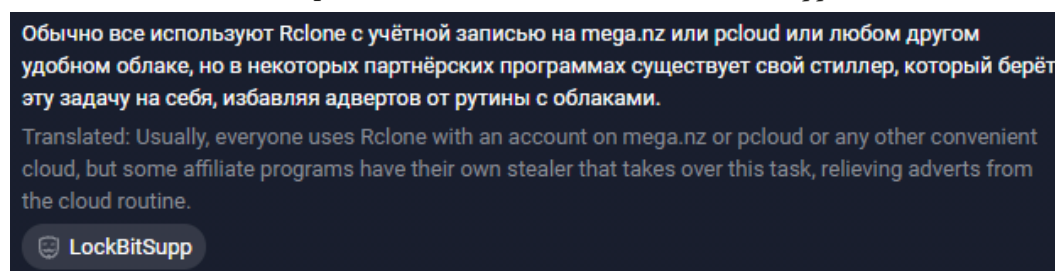 Обычно все используют Rclone с учётной записью на mega.nz или pcloud или любом другом
удобном облаке, но в некоторых партнёрских программах существует свой стиллер, который берёт
эту задачу на себя, избавляя адвертов от рутины с облаками.
Translated: Usually, everyone uses Rclone with an account on mega.nz or pcloud or any other convenient
cloud, but some affiliate programs have their own stealer that takes over this task, relieving adverts from
the cloud routine.
LockBitSupp